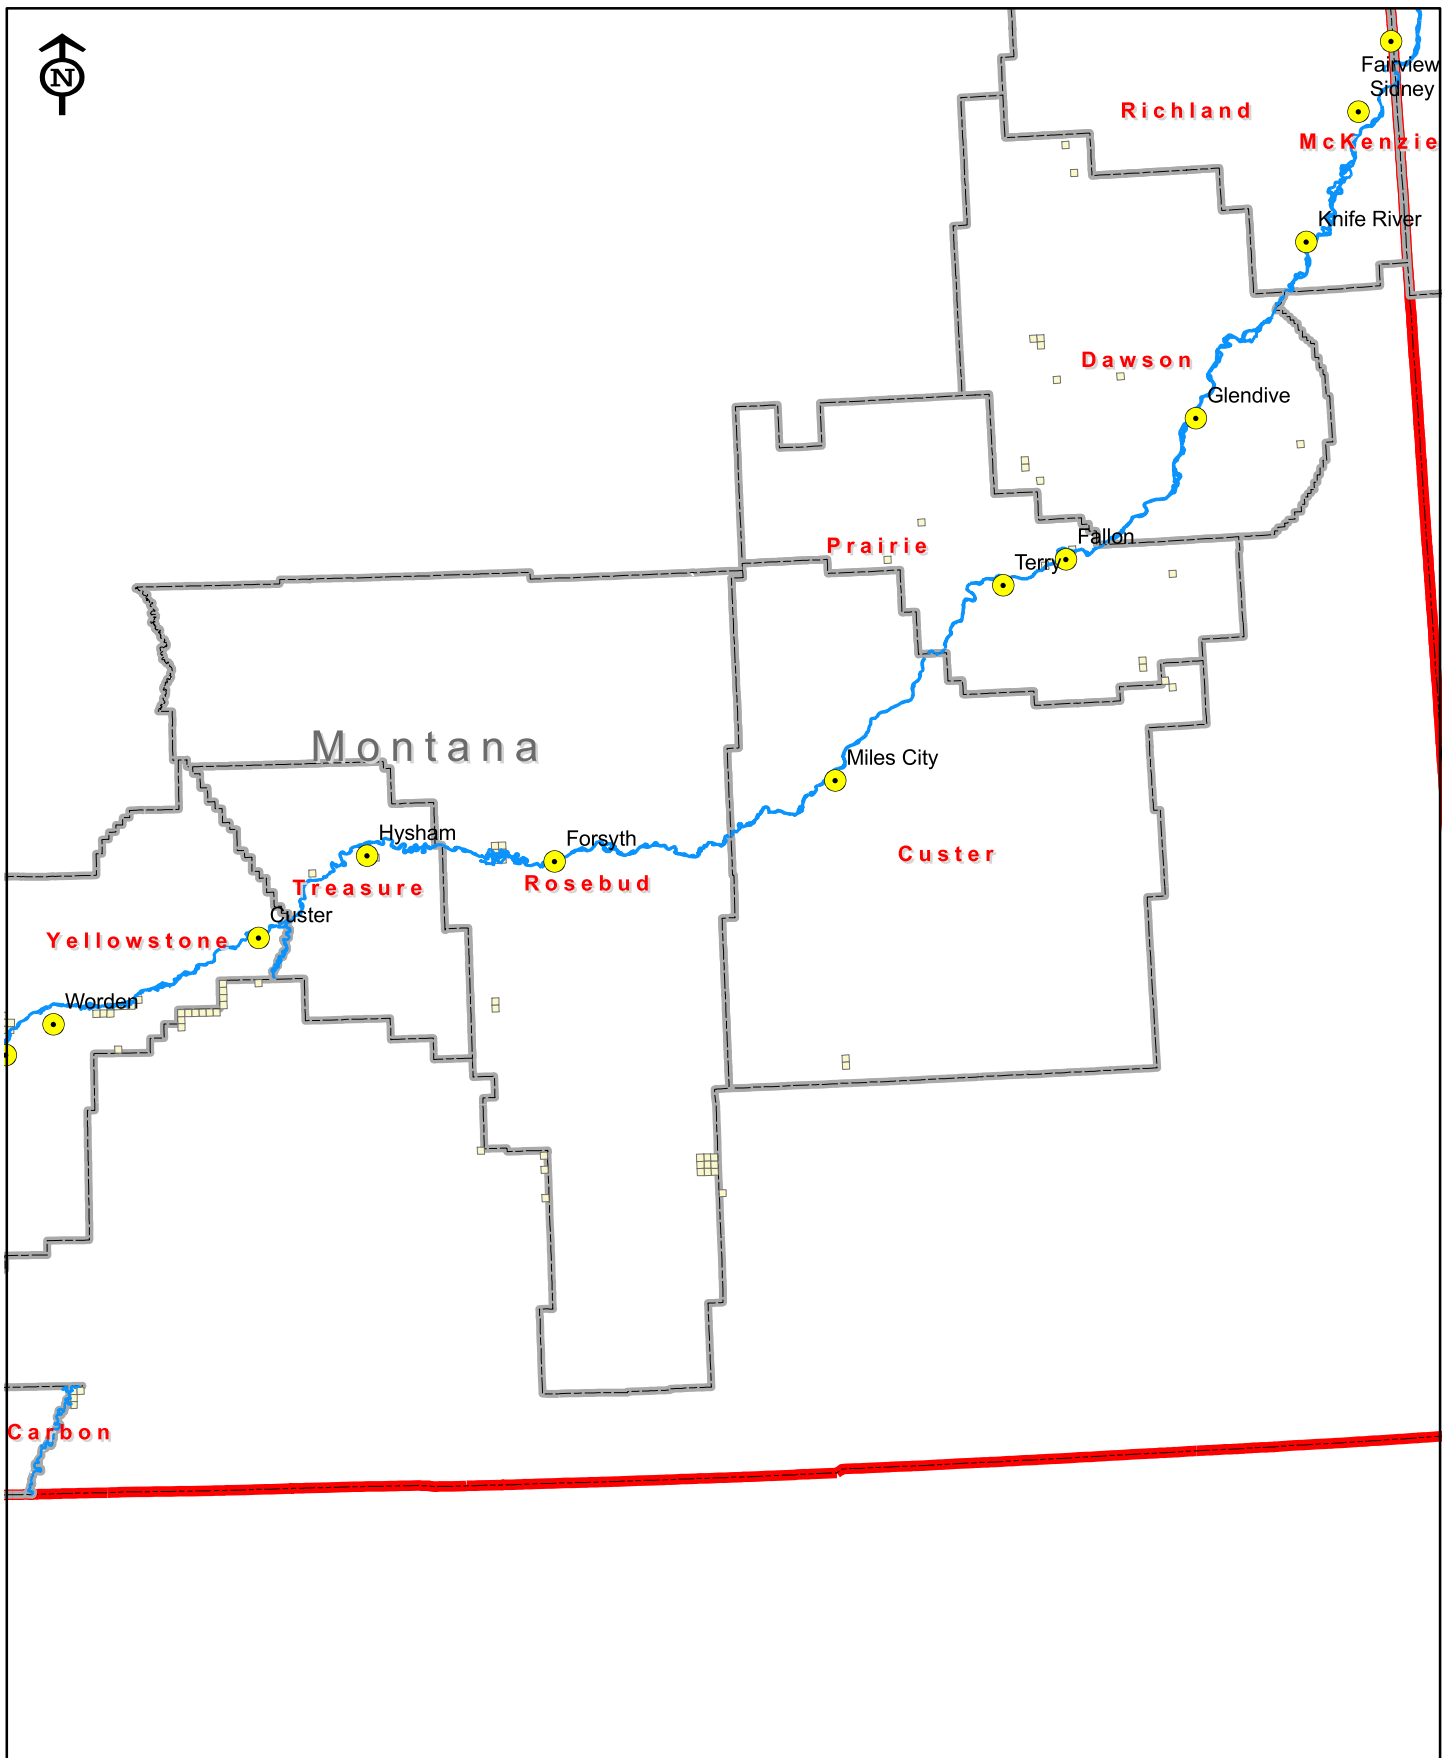 N
Fairview
Sidney
Richland
McKenzie
Knife River
Dawson
Glendive
Fallon
Prairie
Terry
Montana
Miles City
Hysham
Forsyth
Custer
Treasure
Rosebud
Custer
Yellowstone
Worden
Carbon